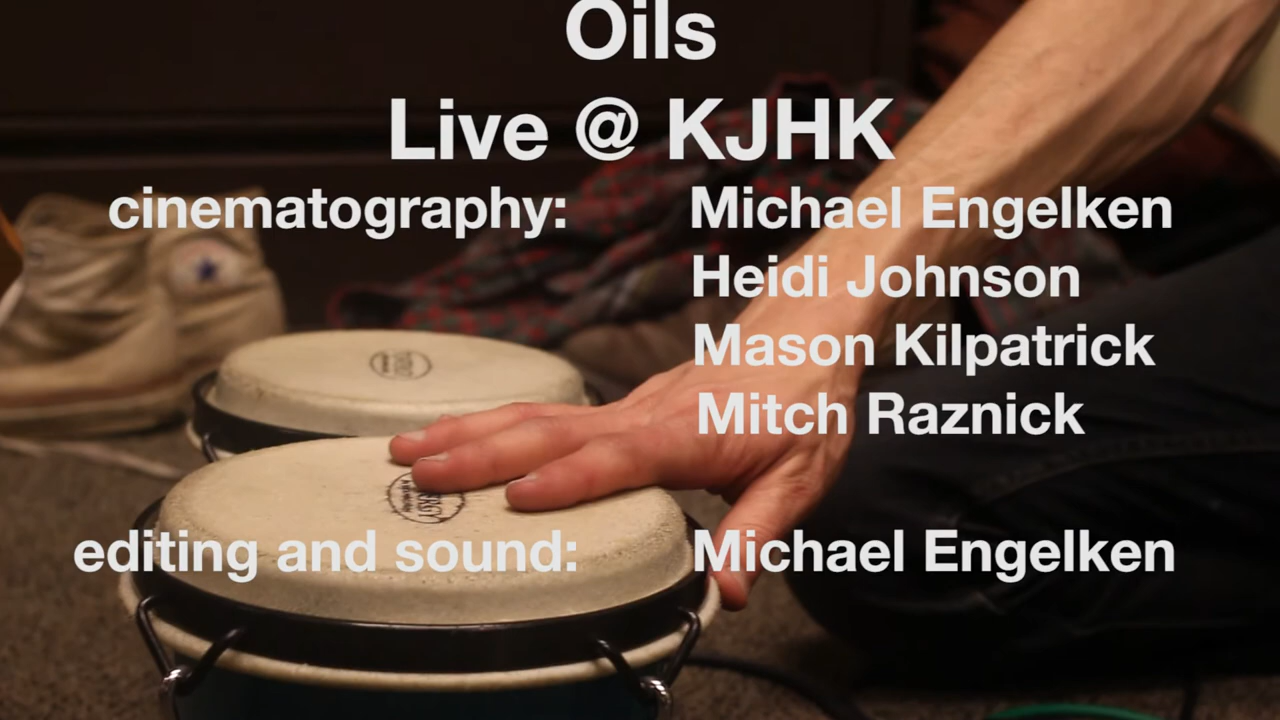 Oils
Live @ KJHK
cinematography: Michael Engelken
Heidi Johnson
Mason Kilpatrick
Mitch Raznick
editing and sound: Michael Engelken